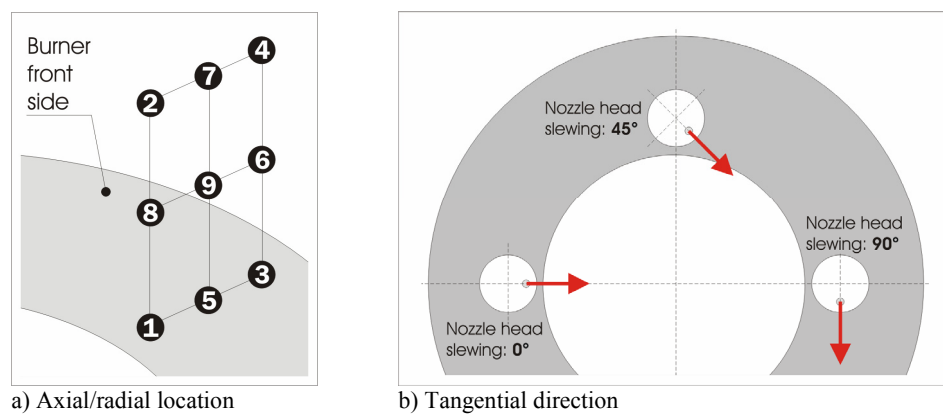 Burner
front
side
4
7
2
6
9
8
3
5
1
a) Axial/radial location
Nozzle head
slewing: 45°
Nozzle head
slewing: 90°
Nozzle head
slewing: 0°
b) Tangential direction